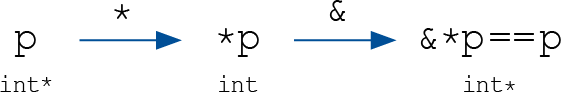 * &
p *p &*p==p
int* int int*